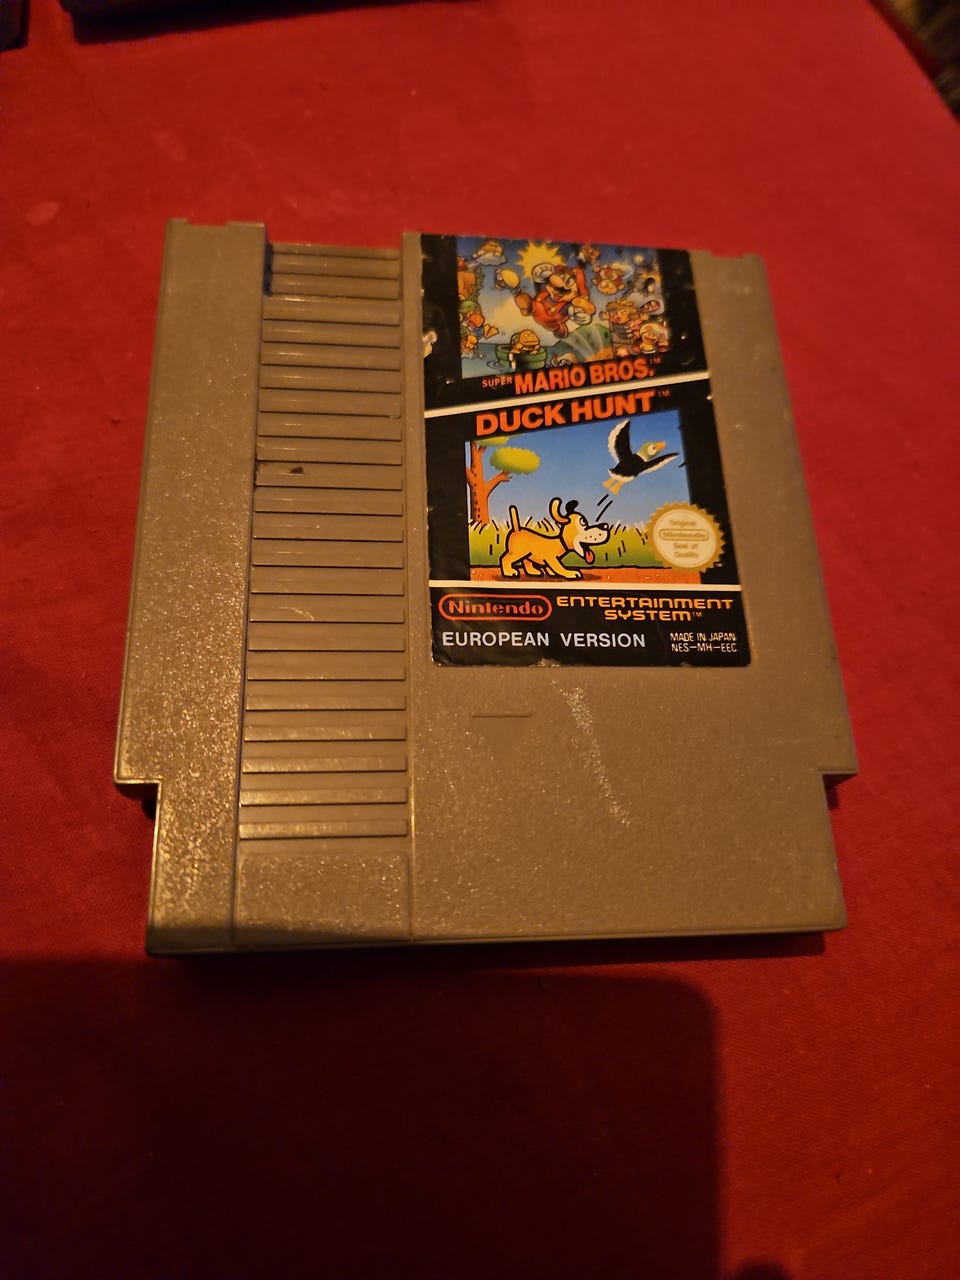 SUPER MARIO BROS.™
DUCK HUNT™
Original
Nintendo
Seal of
Quality
Nintendo ENTERTAINMENT
SYSTEM™
EUROPEAN VERSION
MADE IN JAPAN
NES-MH-EEC